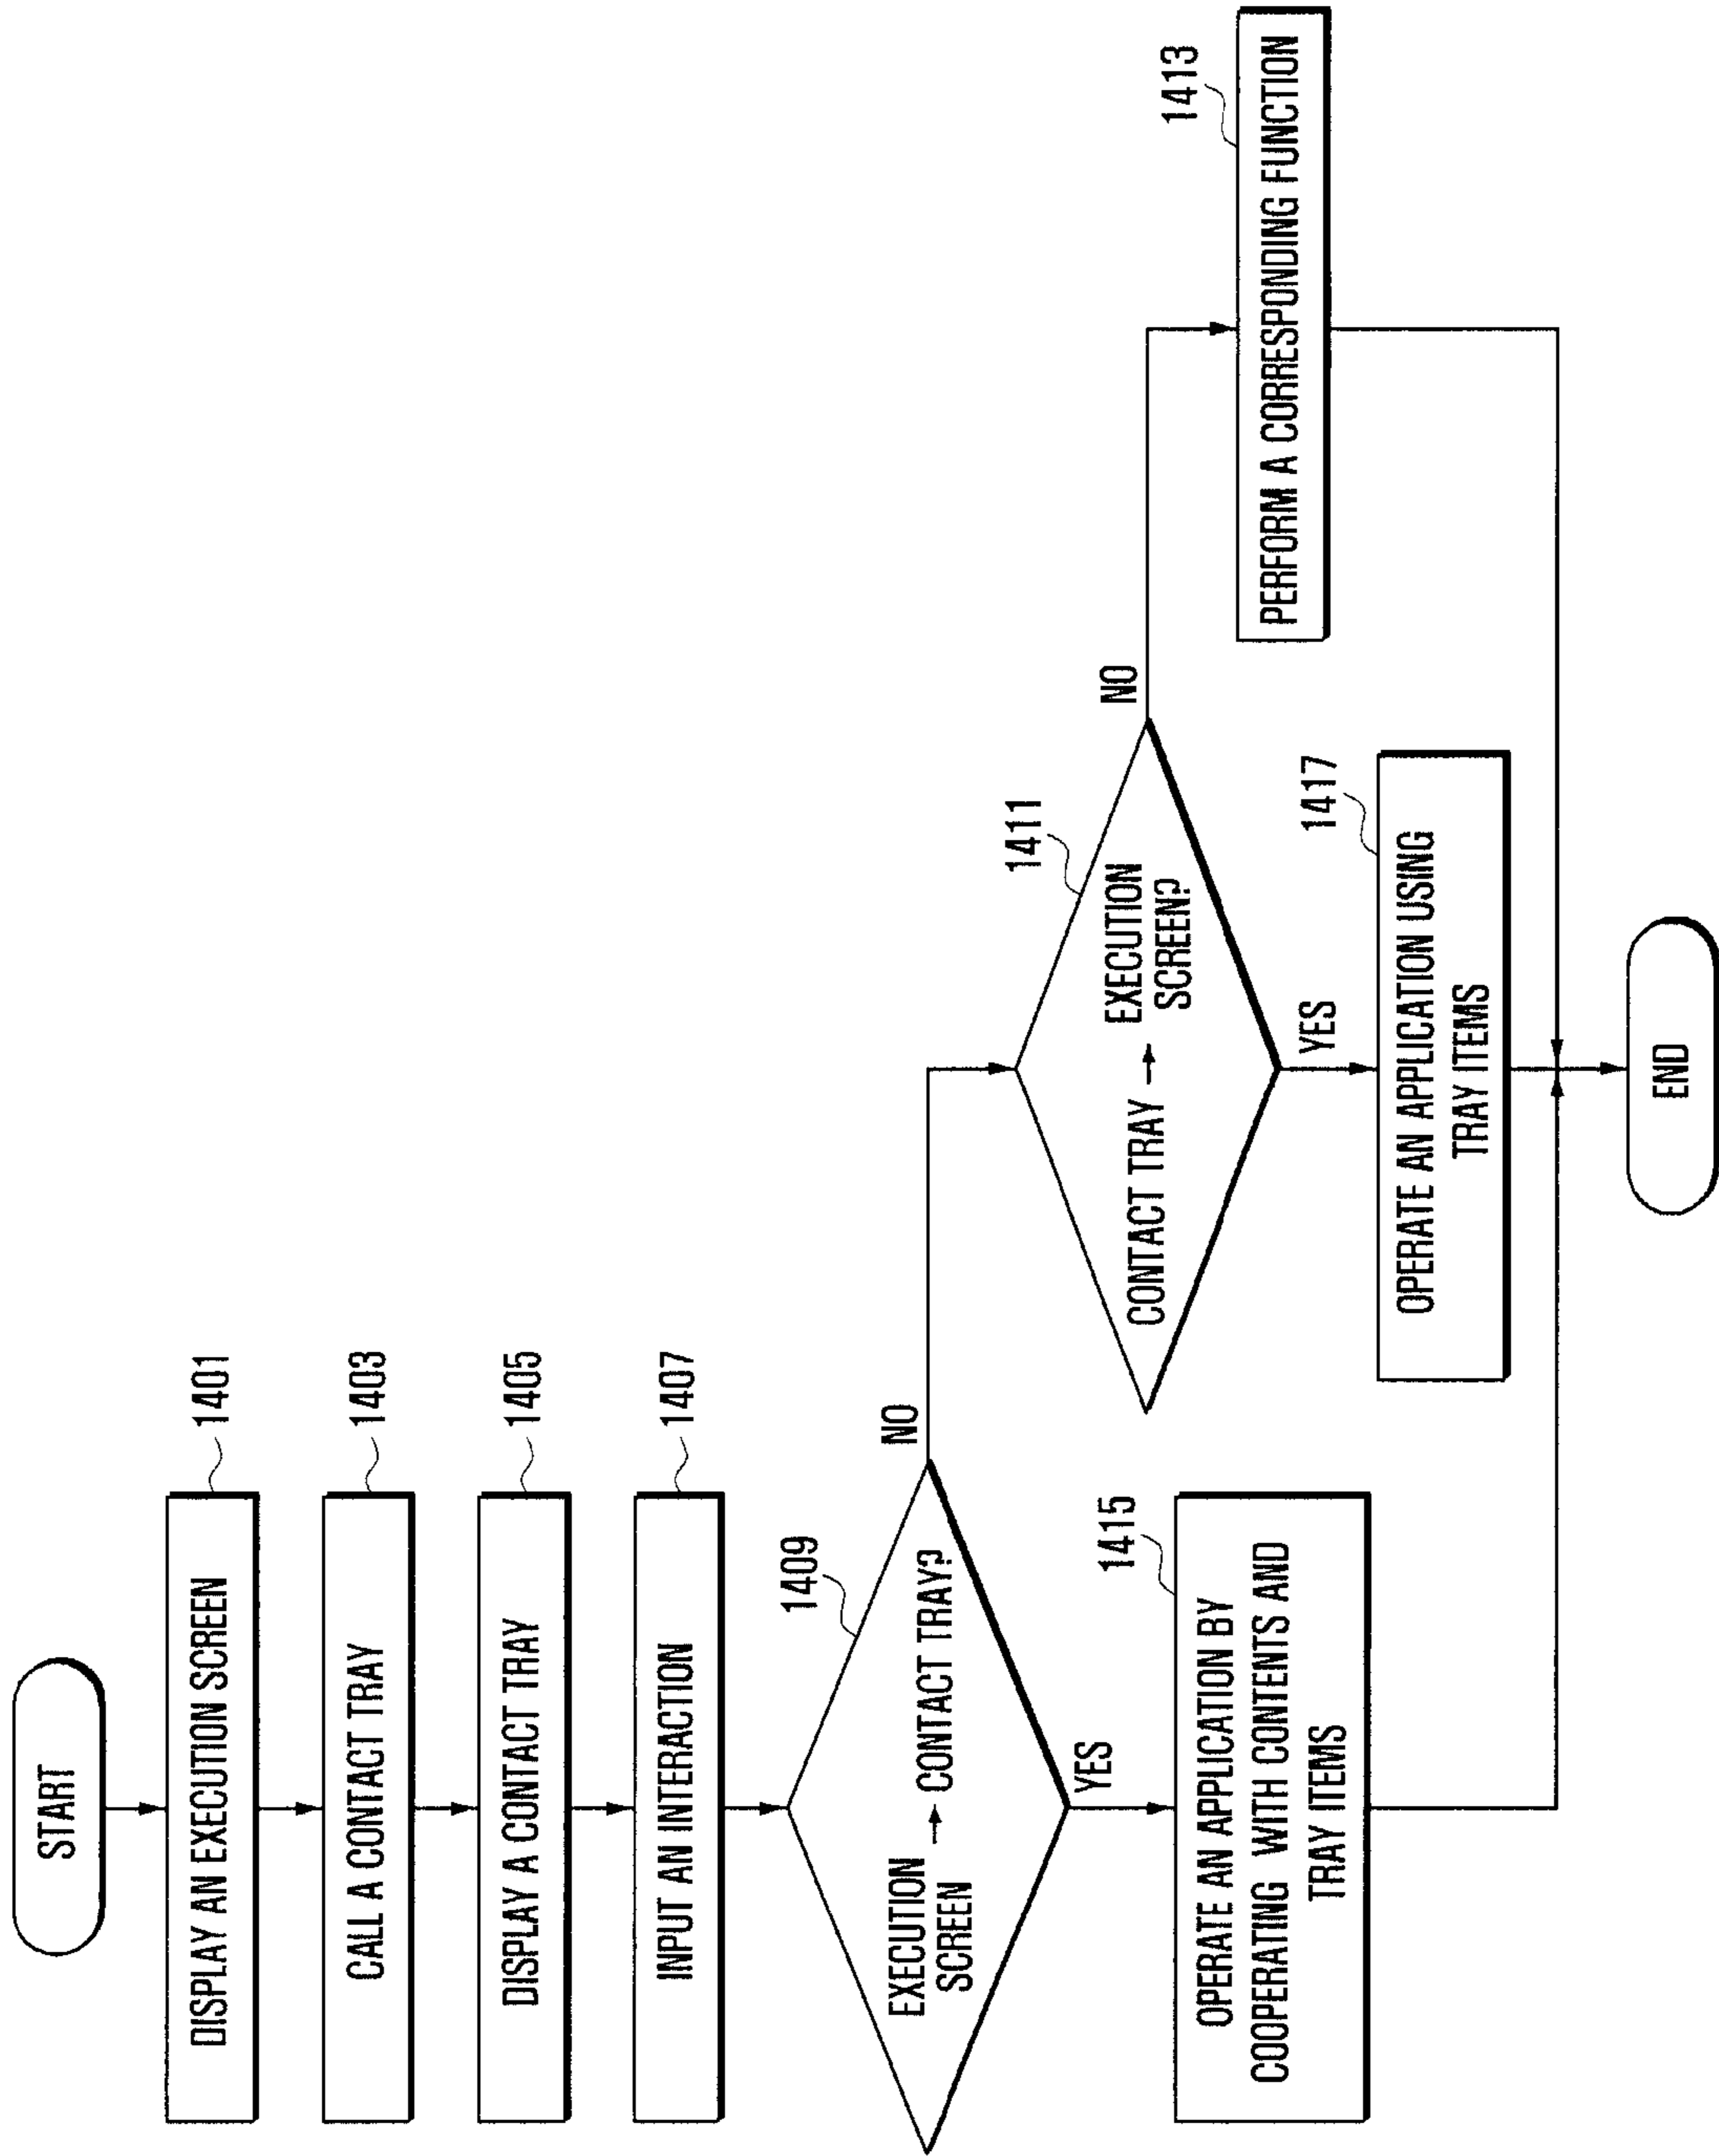 START
DISPLAY AN EXECUTION SCREEN
1401
CALL A CONTACT TRAY
1403
DISPLAY A CONTACT TRAY
1405
INPUT AN INTERACTION
1407
1409
EXECUTION
SCREEN
→ CONTACT TRAY?
NO
YES
1411
CONTACT TRAY →
EXECUTION
SCREEN?
NO
YES
1413
PERFORM A CORRESPONDING FUNCTION
1415
OPERATE AN APPLICATION BY
COOPERATING WITH CONTENTS AND
TRAY ITEMS
1417
OPERATE AN APPLICATION USING
TRAY ITEMS
END